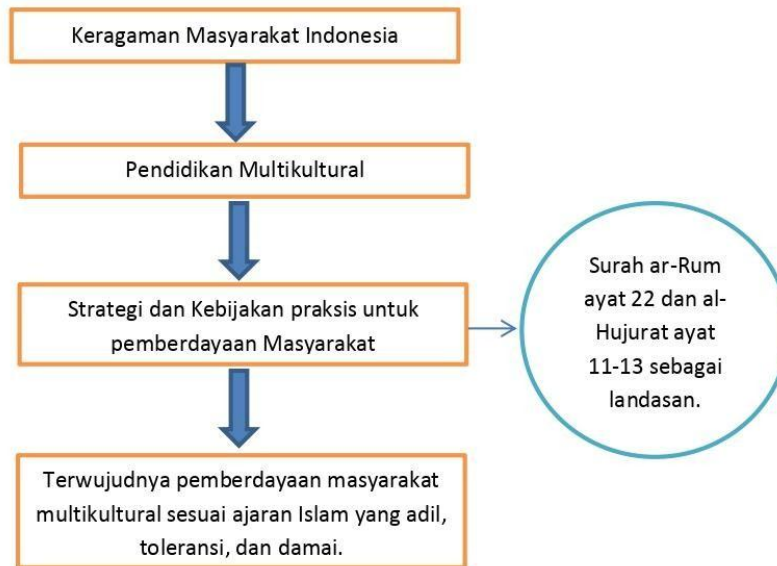 Keragaman Masyarakat Indonesia
Pendidikan Multikultural
Strategi dan Kebijakan praksis untuk
pemberdayaan Masyarakat
Surah ar-Rum
ayat 22 dan al-
Hujurat ayat
11-13 sebagai
landasan.
Terwujudnya pemberdayaan masyarakat
multikultural sesuai ajaran Islam yang adil,
toleransi, dan damai.